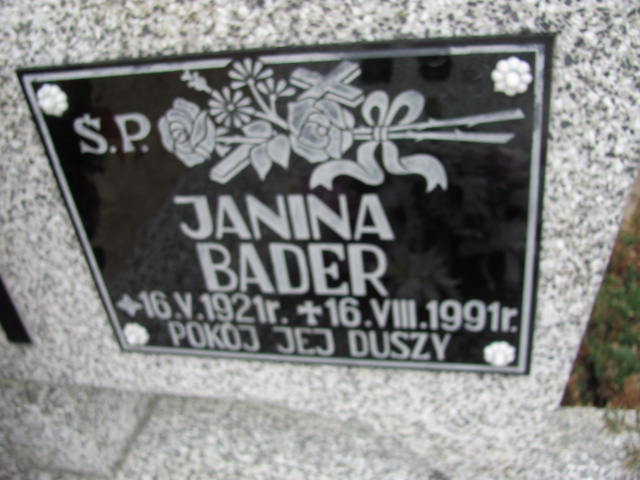 Ś.P.
JANINA
BADER
✶16.V.1921r. ✝16.VIII.1991r.
POKÓJ JEJ DUSZY